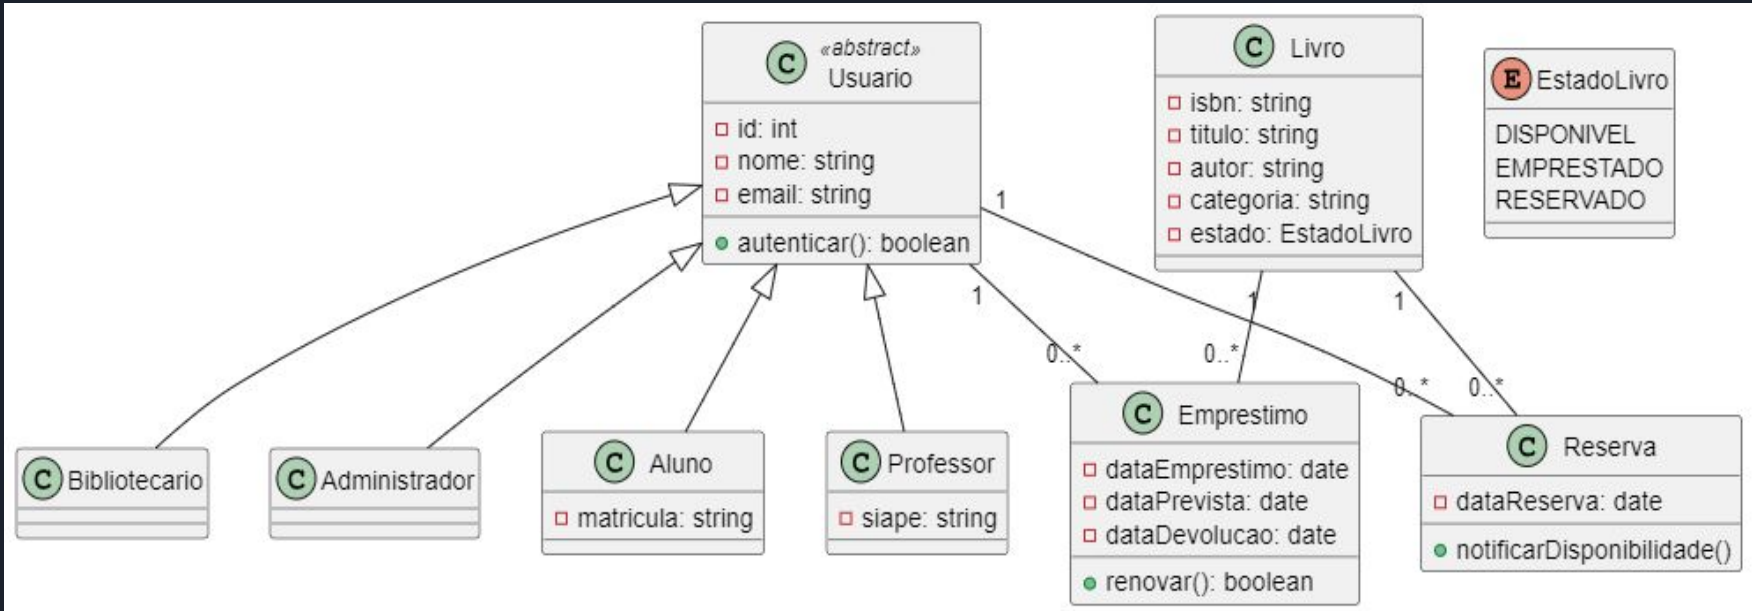 C
«abstract»
Usuario
id: int
nome: string
email: string
autenticar(): boolean
C
Livro
isbn: string
titulo: string
autor: string
categoria: string
estado: EstadoLivro
E
EstadoLivro
DISPONIVEL
EMPRESTADO
RESERVADO
1
1
1
1
0..*
0..*
0..*
0..*
C
Bibliotecario
C
Administrador
C
Aluno
matricula: string
C
Professor
siape: string
C
Emprestimo
dataEmprestimo: date
dataPrevista: date
dataDevolucao: date
renovar(): boolean
C
Reserva
dataReserva: date
notificarDisponibilidade()